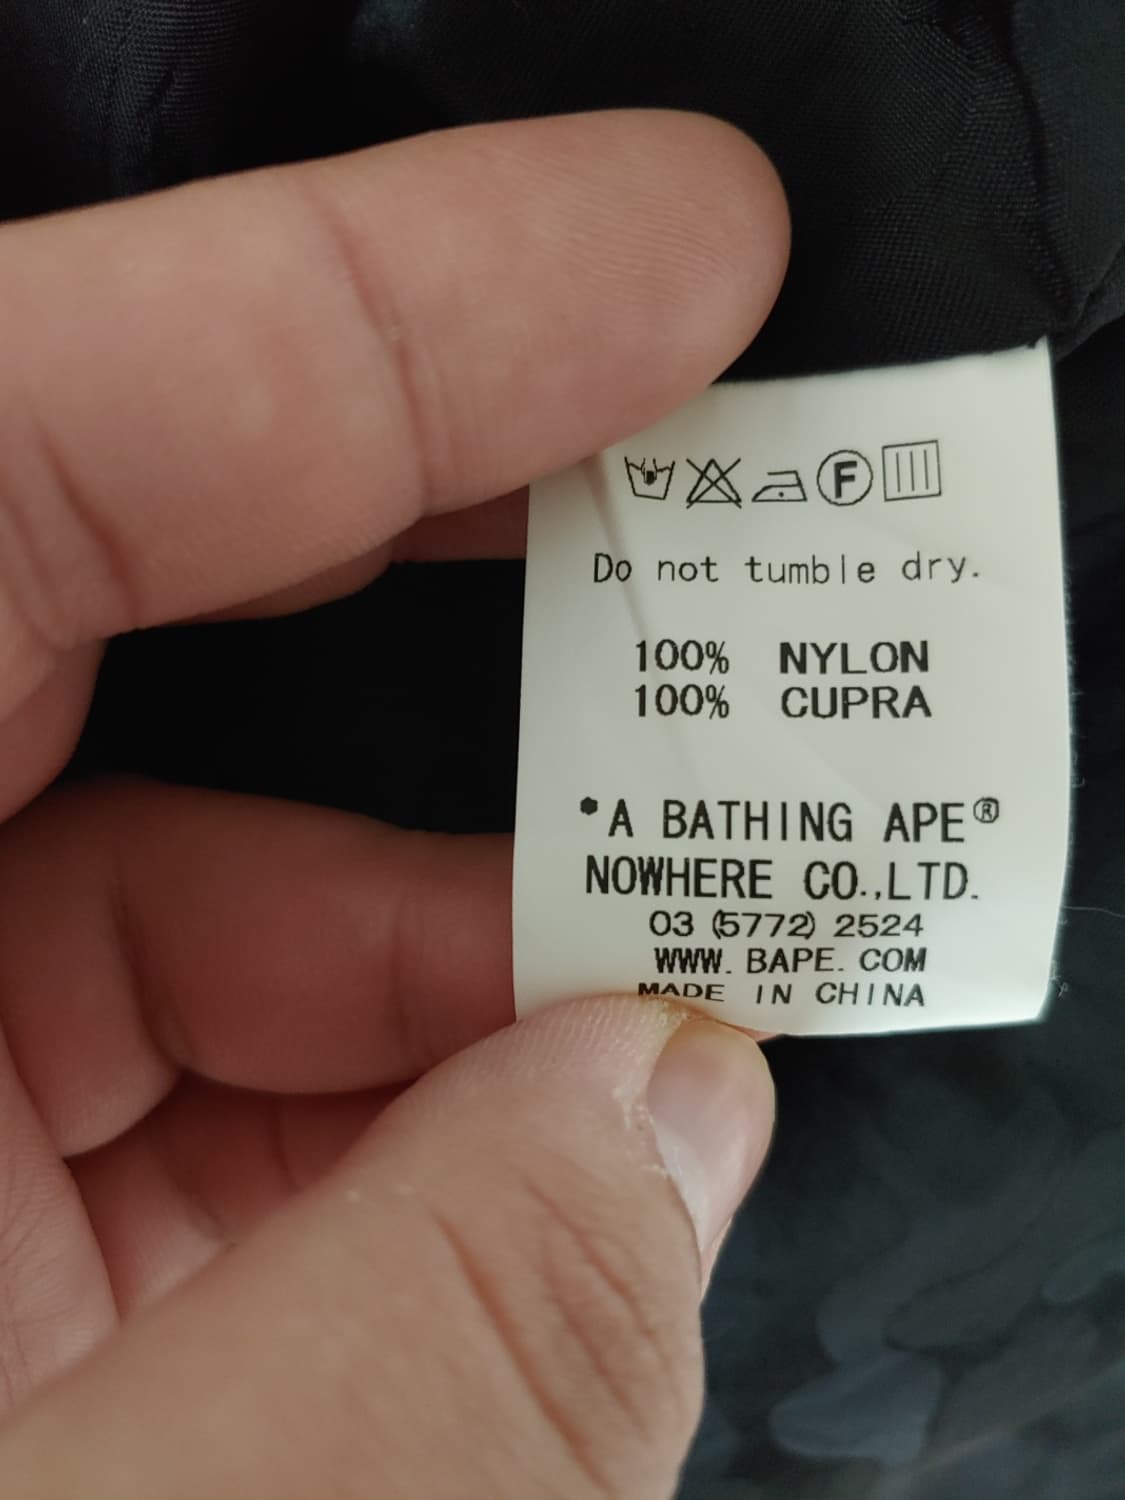 F
Do not tumble dry.
100% NYLON
100% CUPRA
*A BATHING APE®
NOWHERE CO.,LTD.
03 (5772) 2524
WWW. BAPE. COM
MADE IN CHINA